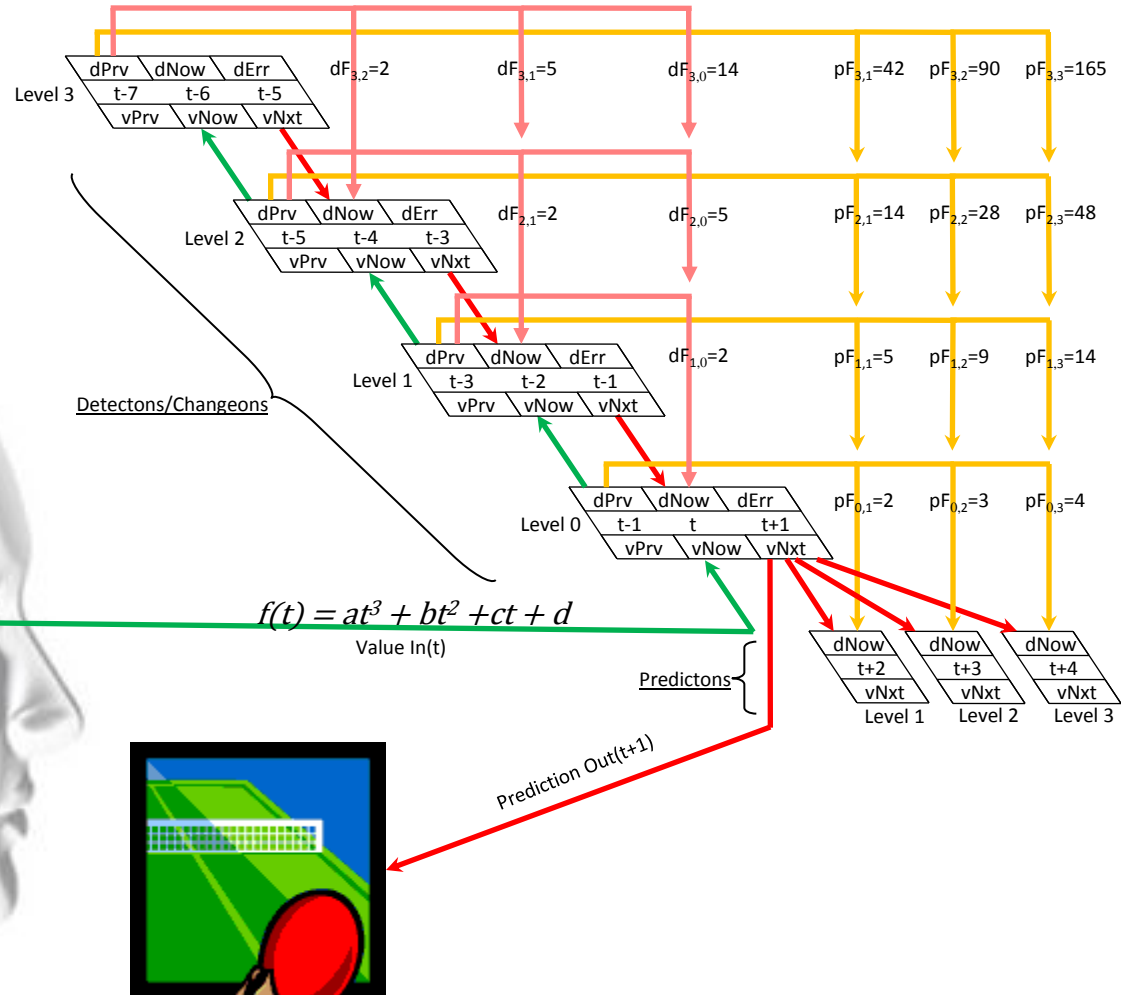 dPrv dNow dErr
Level 3 t-7 t-6 t-5
vPrv vNow vNxt
dF3,2=2 dF3,1=5 dF3,0=14 pF3,1=42 pF3,2=90 pF3,3=165
dPrv dNow dErr
Level 2 t-5 t-4 t-3
vPrv vNow vNxt
dF2,1=2 dF2,0=5 pF2,1=14 pF2,2=28 pF2,3=48
dPrv dNow dErr
Level 1 t-3 t-2 t-1
vPrv vNow vNxt
dF1,0=2 pF1,1=5 pF1,2=9 pF1,3=14
Detectons/Changeons
dPrv dNow dErr
Level 0 t-1 t t+1
vPrv vNow vNxt
pF0,1=2 pF0,2=3 pF0,3=4
f(t) = at³ + bt² +ct + d
Value In(t)
Predictons
dNow dNow dNow
t+2 t+3 t+4
vNxt vNxt vNxt
Level 1 Level 2 Level 3
Prediction Out(t+1)